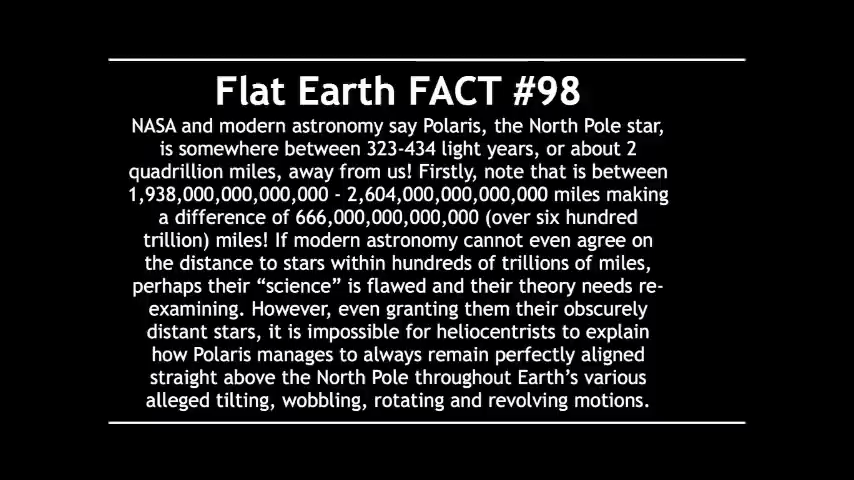 Flat Earth FACT #98
NASA and modern astronomy say Polaris, the North Pole star,
is somewhere between 323-434 light years, or about 2
quadrillion miles, away from us! Firstly, note that is between
1,938,000,000,000,000 - 2,604,000,000,000,000 miles making
a difference of 666,000,000,000,000 (over six hundred
trillion) miles! If modern astronomy cannot even agree on
the distance to stars within hundreds of trillions of miles,
perhaps their “science” is flawed and their theory needs re-
examining. However, even granting them their obscurely
distant stars, it is impossible for heliocentrists to explain
how Polaris manages to always remain perfectly aligned
straight above the North Pole throughout Earth’s various
alleged tilting, wobbling, rotating and revolving motions.